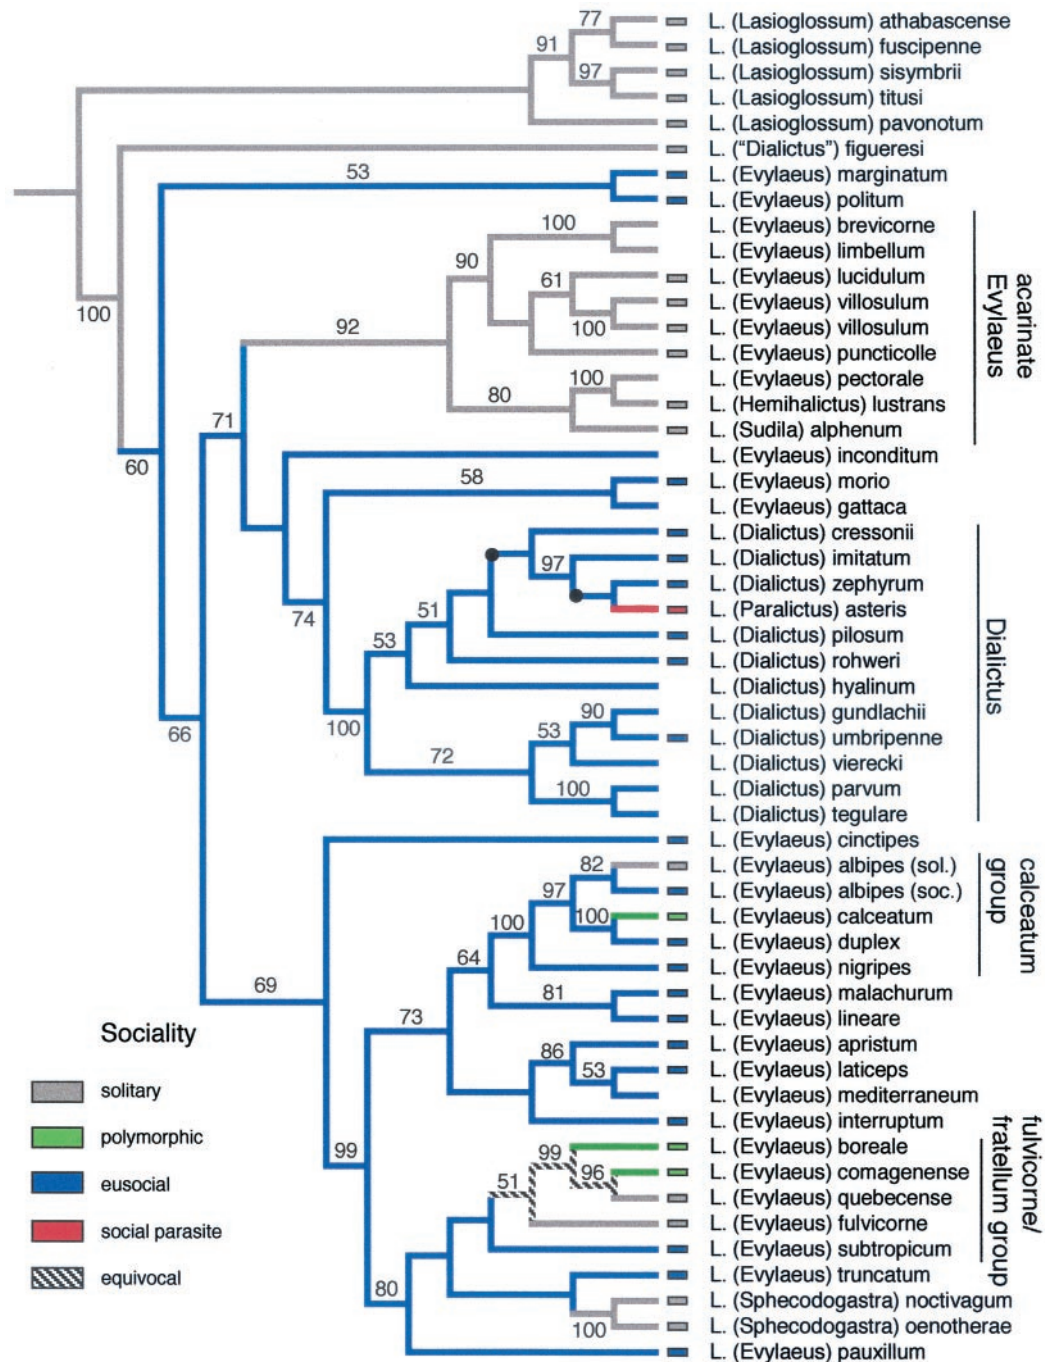 77
L. (Lasioglossum) athabascense
91
L. (Lasioglossum) fuscipenne
97
L. (Lasioglossum) sisymbrii
L. (Lasioglossum) titusi
L. (Lasioglossum) pavonotum
L. ("Dialictus") figueresi
53
L. (Evylaeus) marginatum
L. (Evylaeus) politum
100
L. (Evylaeus) brevicorne
90
L. (Evylaeus) limbellum
61
L. (Evylaeus) lucidulum
100
L. (Evylaeus) villosulum
100
L. (Evylaeus) villosulum
92
L. (Evylaeus) puncticolle
100
L. (Evylaeus) pectorale
80
L. (Hemihalictus) lustrans
L. (Sudila) alphenum
acarinate
Evylaeus
71
60
L. (Evylaeus) inconditum
58
L. (Evylaeus) morio
L. (Evylaeus) gattaca
L. (Dialictus) cressonii
97
L. (Dialictus) imitatum
L. (Dialictus) zephyrum
74
51
L. (Paralictus) asteris
53
L. (Dialictus) pilosum
L. (Dialictus) rohweri
L. (Dialictus) hyalinum
Dialictus
66
100
90
L. (Dialictus) gundlachii
53
L. (Dialictus) umbripenne
72
L. (Dialictus) vierecki
100
L. (Dialictus) parvum
L. (Dialictus) tegulare
L. (Evylaeus) cinctipes
82
L. (Evylaeus) albipes (sol.)
97
L. (Evylaeus) albipes (soc.)
100
100
L. (Evylaeus) calceatum
L. (Evylaeus) duplex
64
L. (Evylaeus) nigripes
calceatum
group
69
81
L. (Evylaeus) malachurum
73
L. (Evylaeus) lineare
86
L. (Evylaeus) apristum
53
L. (Evylaeus) laticeps
L. (Evylaeus) mediterraneum
L. (Evylaeus) interruptum
99
99
L. (Evylaeus) boreale
96
L. (Evylaeus) comagenense
51
L. (Evylaeus) quebecense
L. (Evylaeus) fulvicorne
L. (Evylaeus) subtropicum
fulvicorne/
fratellum group
80
L. (Evylaeus) truncatum
L. (Sphecodogastra) noctivagum
100
L. (Sphecodogastra) oenotherae
L. (Evylaeus) pauxillum
Sociality
solitary
polymorphic
eusocial
social parasite
equivocal